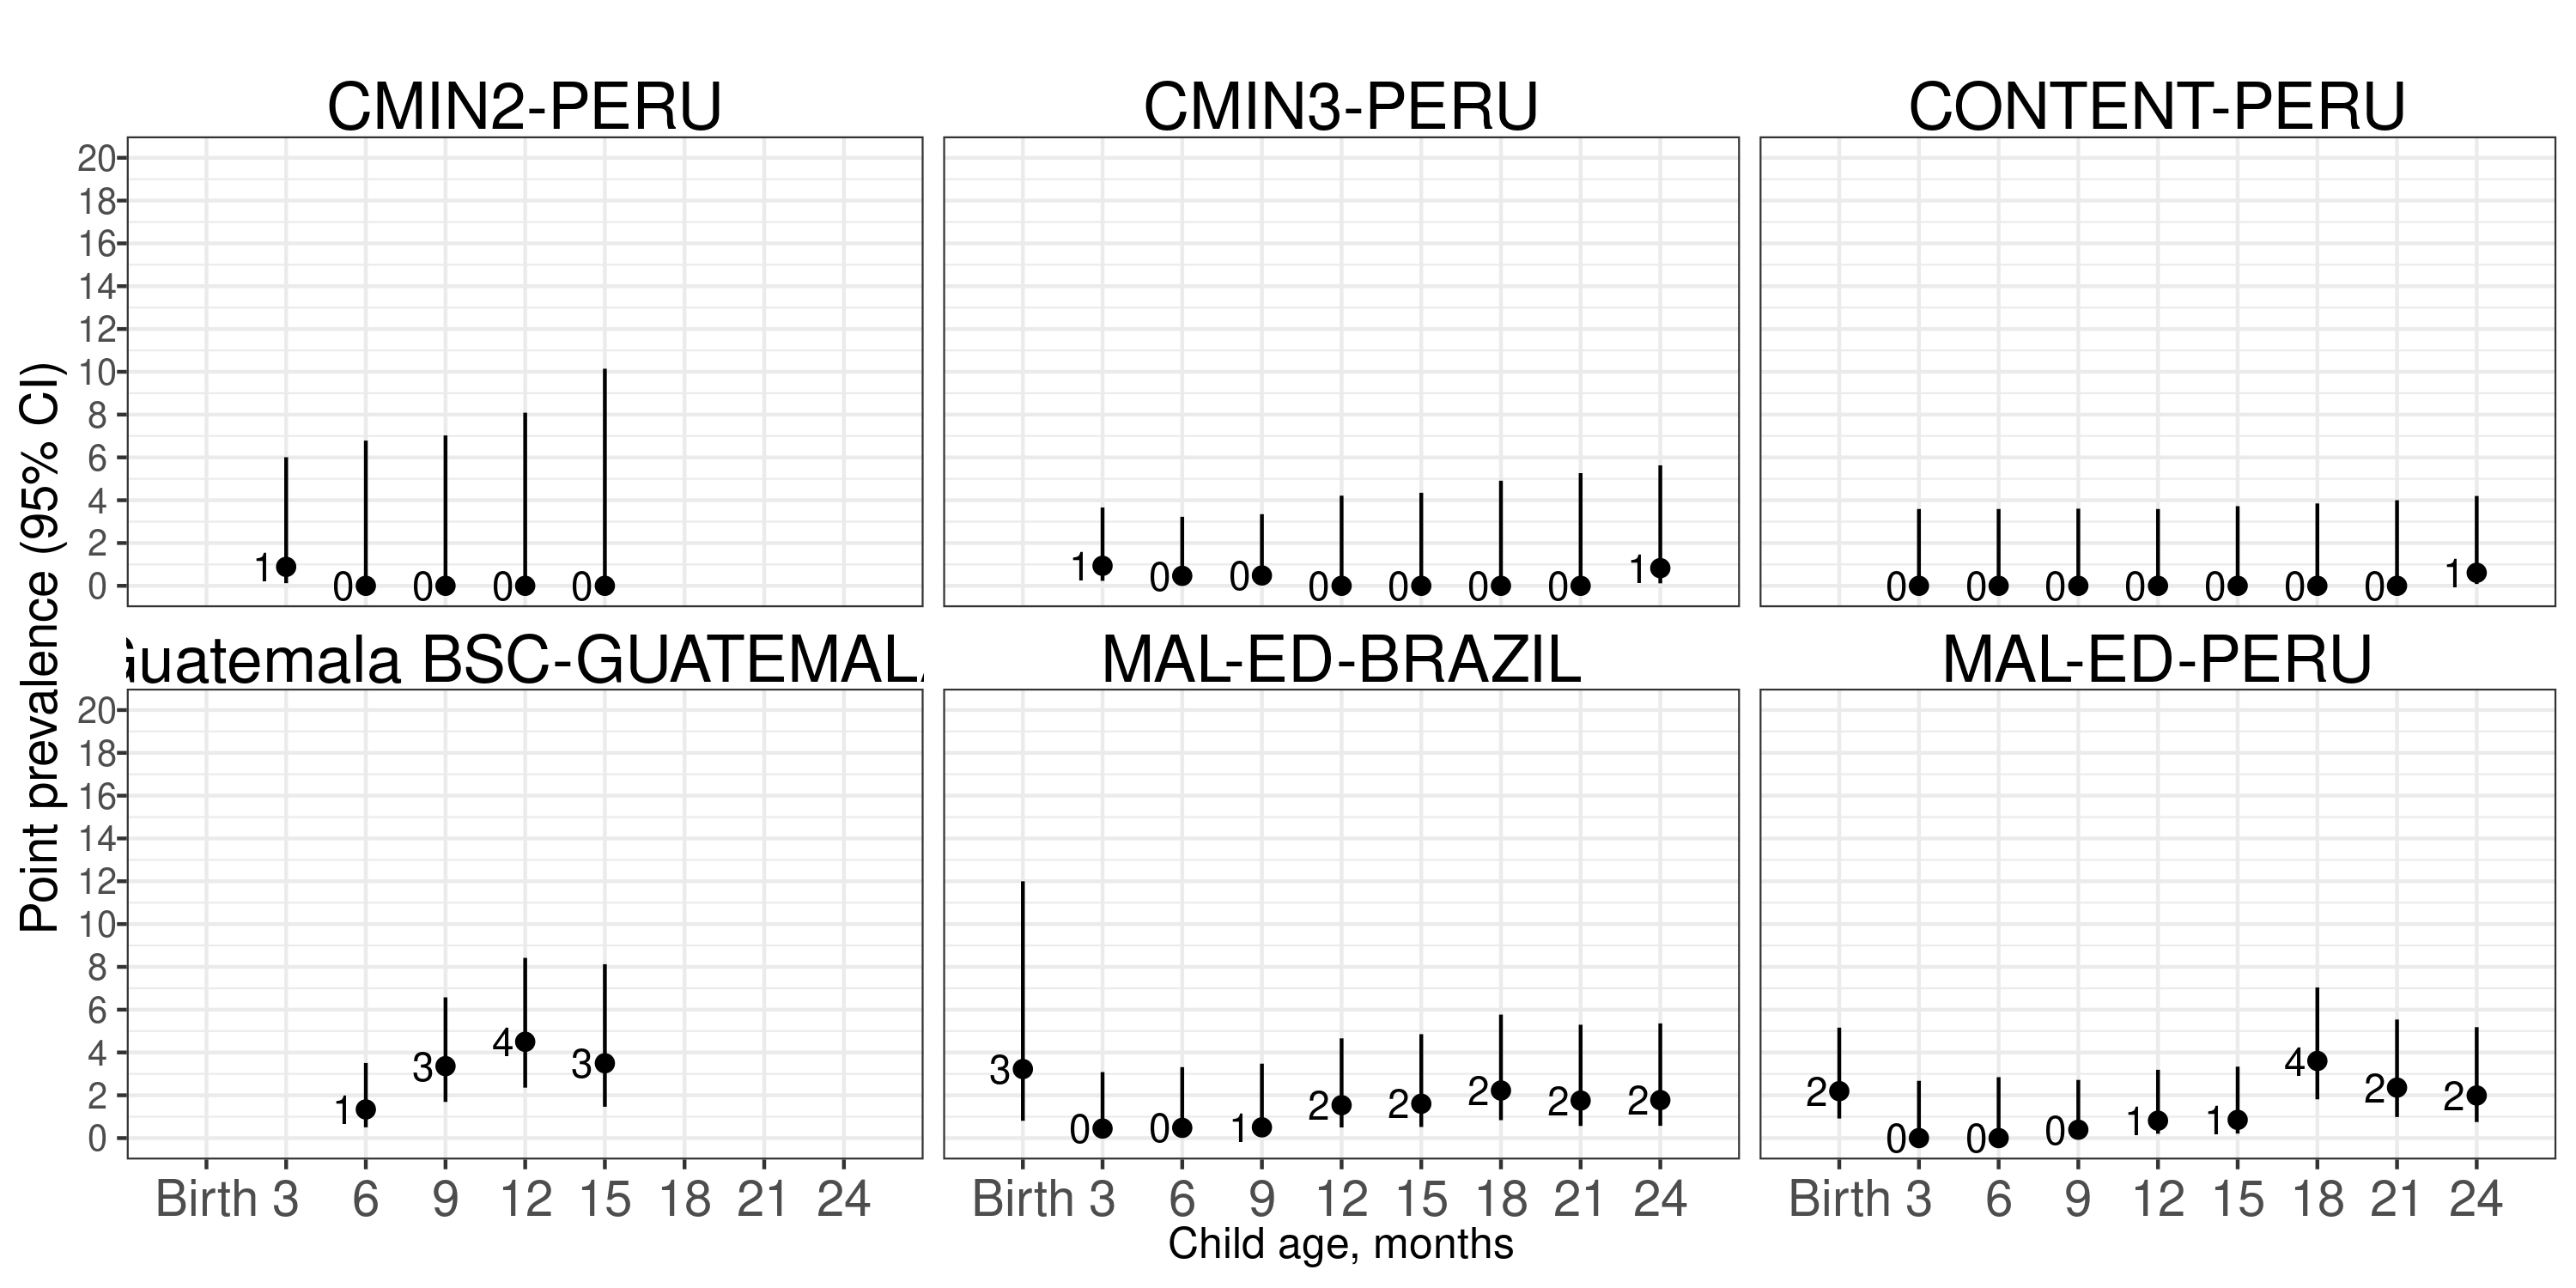 CMIN2-PERU CMIN3-PERU CONTENT-PERU
20
18
16
14
12
10
8
6
4
2
0
1 0 0 0 0
1 0 0 0 0 0 0 1
0 0 0 0 0 0 0 1
Point prevalence (95% CI)
Guatemala BSC-GUATEMALA MAL-ED-BRAZIL MAL-ED-PERU
20
18
16
14
12
10
8
6
4
2
0
1 3 4 3
3 0 0 1 2 2 2 2 2
2 0 0 0 1 1 4 2 2
Birth 3 6 9 12 15 18 21 24
Birth 3 6 9 12 15 18 21 24
Birth 3 6 9 12 15 18 21 24
Child age, months